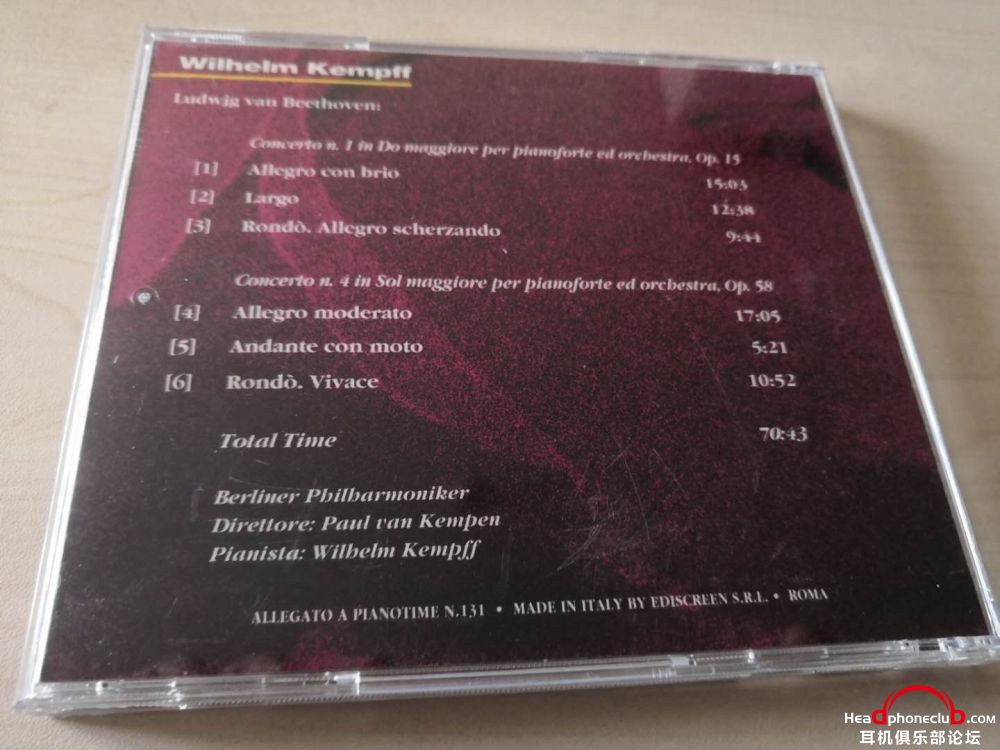 Wilhelm Kempff
Ludwig van Beethoven:
Concerto n. 1 in Do maggiore per pianoforte ed orchestra, Op. 15
[1] Allegro con brio 15:03
[2] Largo 12:38
[3] Rondò. Allegro scherzando 9:44
Concerto n. 4 in Sol maggiore per pianoforte ed orchestra, Op. 58
[4] Allegro moderato 17:05
[5] Andante con moto 5:21
[6] Rondò. Vivace 10:52
Total Time 70:43
Berliner Philharmoniker
Direttore: Paul van Kempen
Pianista: Wilhelm Kempff
ALLEGATO A PIANOTIME N.131 • MADE IN ITALY BY EDISCREEN S.R.L. • ROMA
Headphoneclub.com
耳机俱乐部论坛